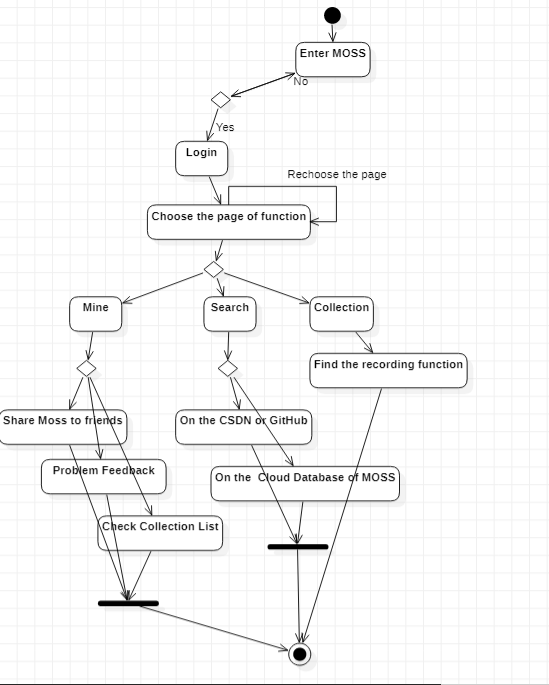 Enter MOSS
No
Yes
Login
Rechoose the page
Choose the page of function
Mine
Search
Collection
Find the recording function
Share Moss to friends
On the CSDN or GitHub
Problem Feedback
On the  Cloud Database of MOSS
Check Collection List